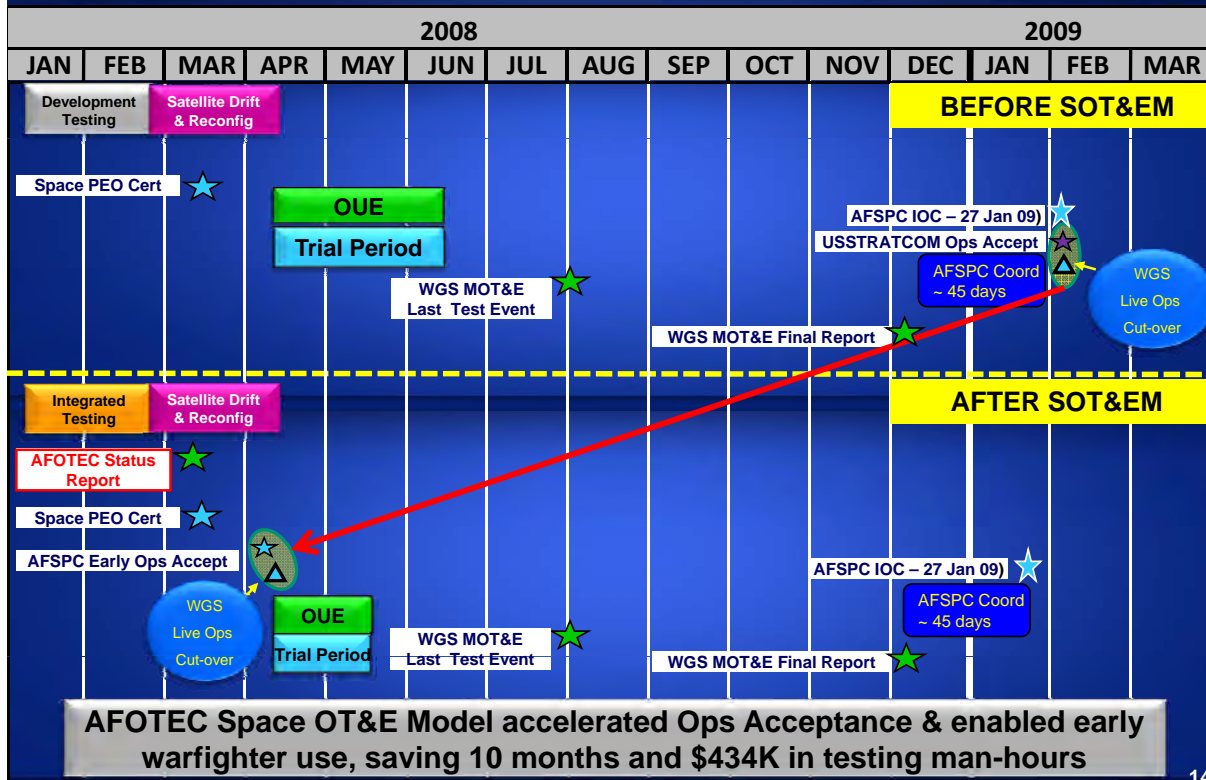 2008
2009
JAN FEB MAR APR MAY JUN JUL AUG SEP OCT NOV DEC JAN FEB MAR
Development
Testing
Satellite Drift
& Reconfig
BEFORE SOT&EM
Space PEO Cert
OUE
Trial Period
AFSPC IOC – 27 Jan 09)
USSTRATCOM Ops Accept
AFSPC Coord
~ 45 days
WGS
Live Ops
Cut-over
WGS MOT&E
Last Test Event
WGS MOT&E Final Report
Integrated
Testing
Satellite Drift
& Reconfig
AFTER SOT&EM
AFOTEC Status
Report
Space PEO Cert
AFSPC Early Ops Accept
WGS
Live Ops
Cut-over
OUE
Trial Period
WGS MOT&E
Last Test Event
AFSPC IOC – 27 Jan 09)
AFSPC Coord
~ 45 days
WGS MOT&E Final Report
AFOTEC Space OT&E Model accelerated Ops Acceptance & enabled early
warfighter use, saving 10 months and $434K in testing man-hours